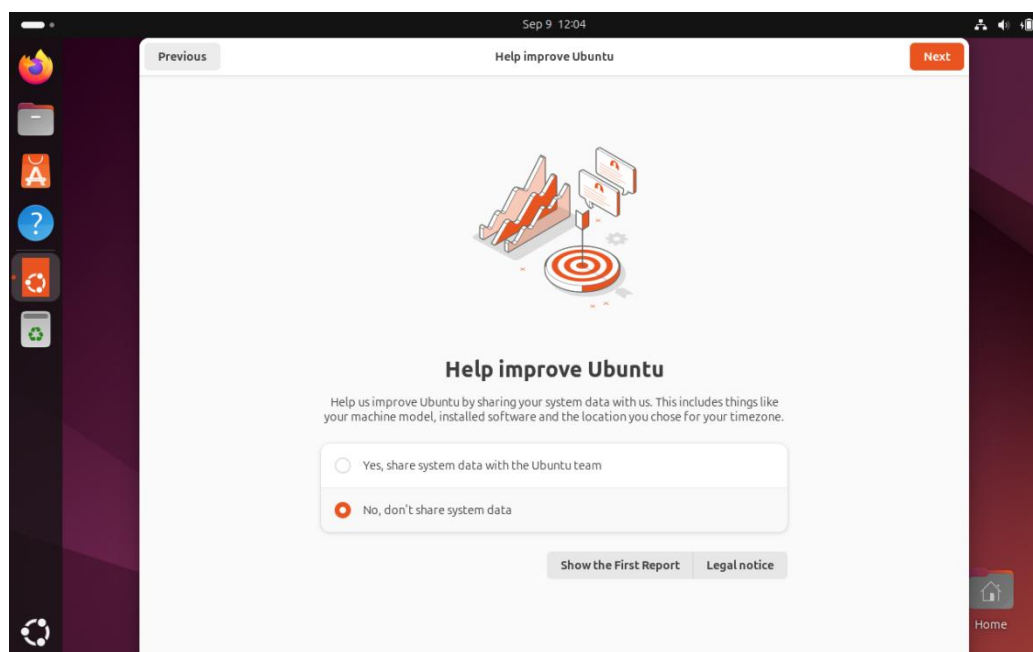 Sep 9 12:04
Previous
Help improve Ubuntu
Next
Help improve Ubuntu
Help us improve Ubuntu by sharing your system data with us. This includes things like
your machine model, installed software and the location you chose for your timezone.
Yes, share system data with the Ubuntu team
No, don't share system data
Show the First Report
Legal notice
Home